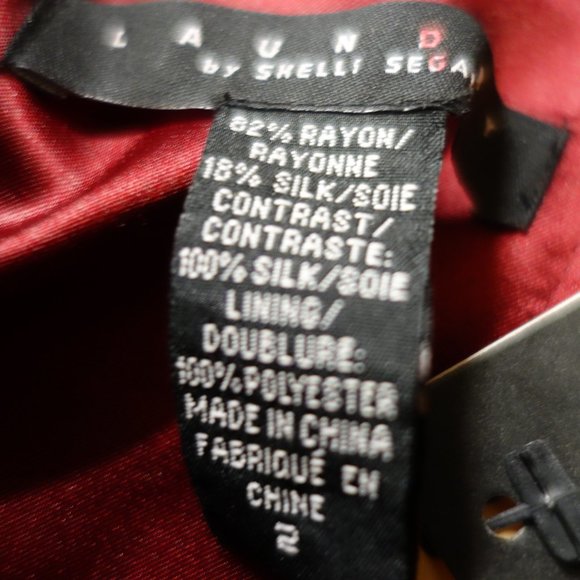 L A U N D
by SHELLI SEGA
82% RAYON/
RAYONNE
18% SILK/SOIE
CONTRAST/
CONTRASTE:
100% SILK/SOIE
LINING/
DOUBLURE:
100% POLYESTER
MADE IN CHINA
FABRIQUÉ EN
CHINE
2